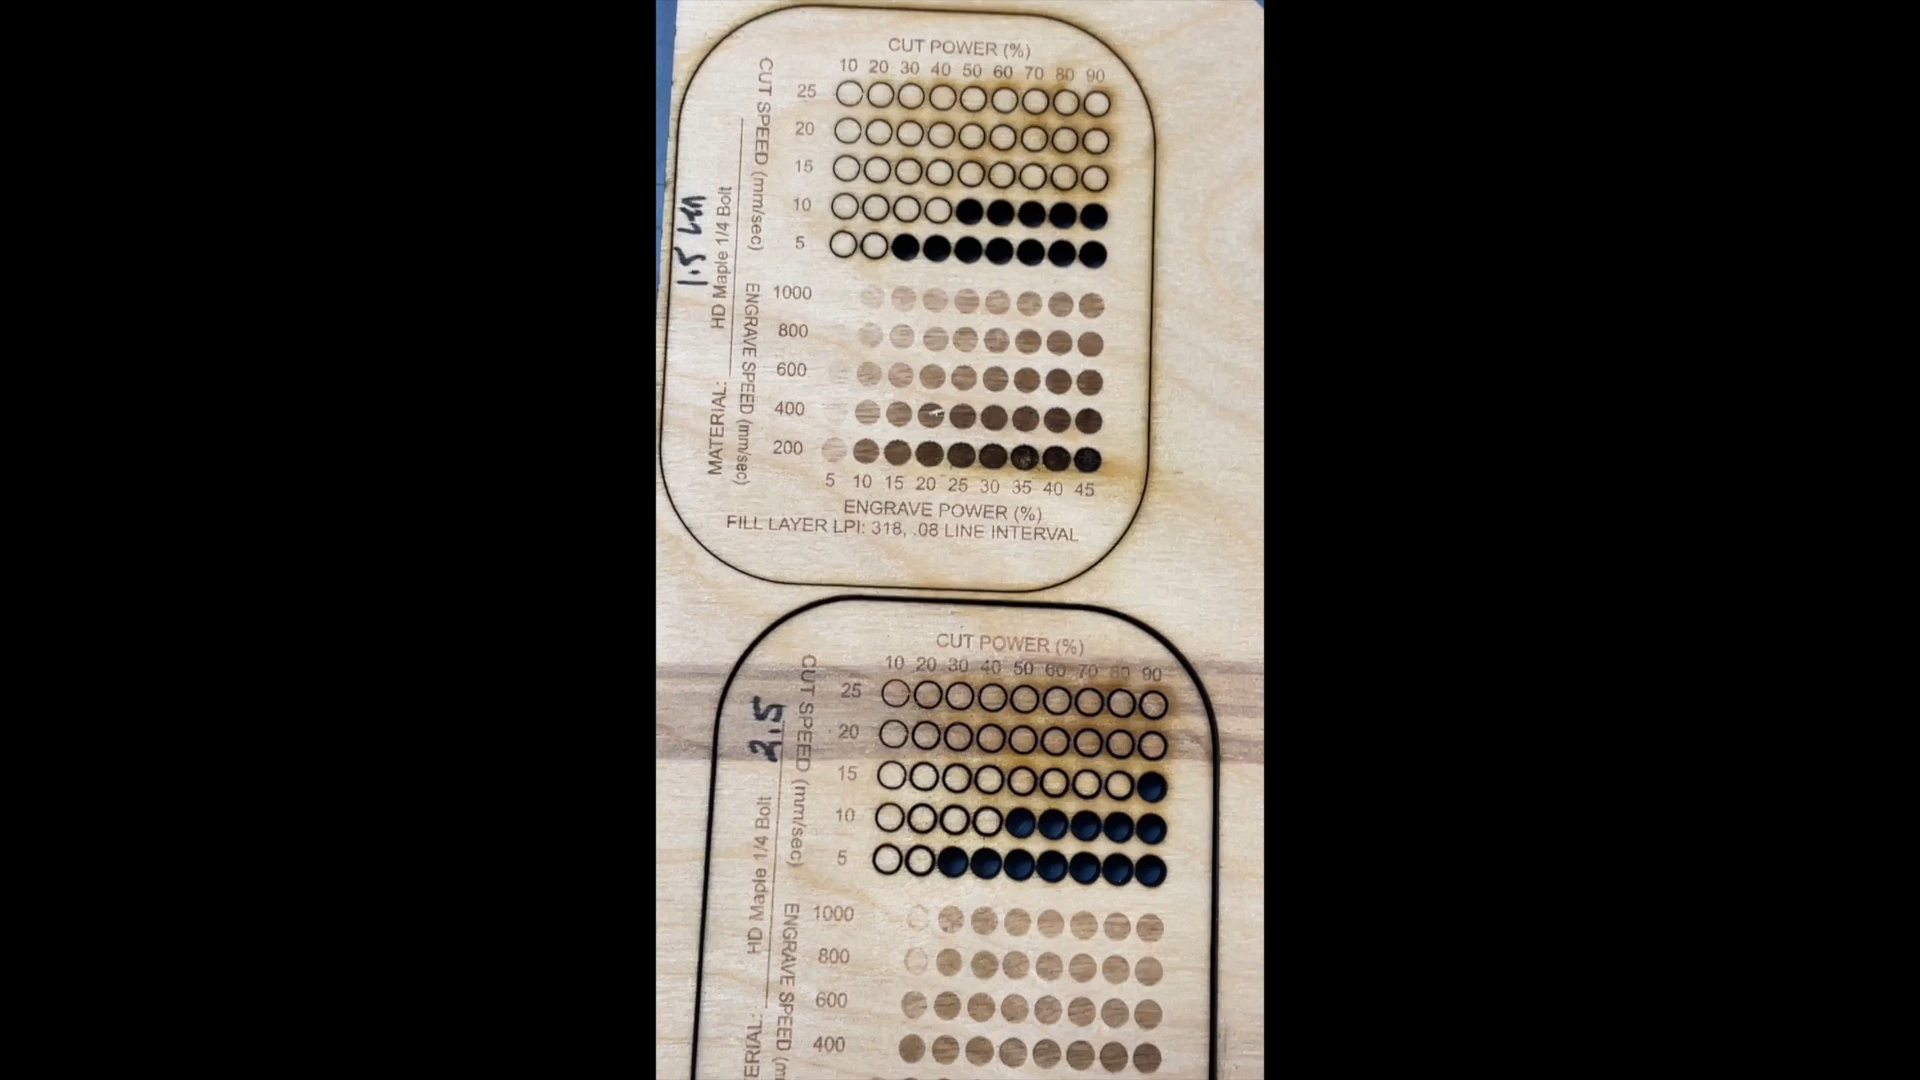 CUT POWER (%)
10 20 30 40 50 60 70 80 90
CUT SPEED (mm/sec)
25
20
15
10
5
1.5 Len
MATERIAL: HD Maple 1/4 Bolt
ENGRAVE SPEED (mm/sec)
1000
800
600
400
200
5 10 15 20 25 30 35 40 45
ENGRAVE POWER (%)
FILL LAYER LPI: 318, .08 LINE INTERVAL
CUT POWER (%)
10 20 30 40 50 60 70 80 90
CUT SPEED (mm/sec)
25
20
15
10
5
2.5
ERIAL: HD Maple 1/4 Bolt
ENGRAVE SPEED (m
1000
800
600
400